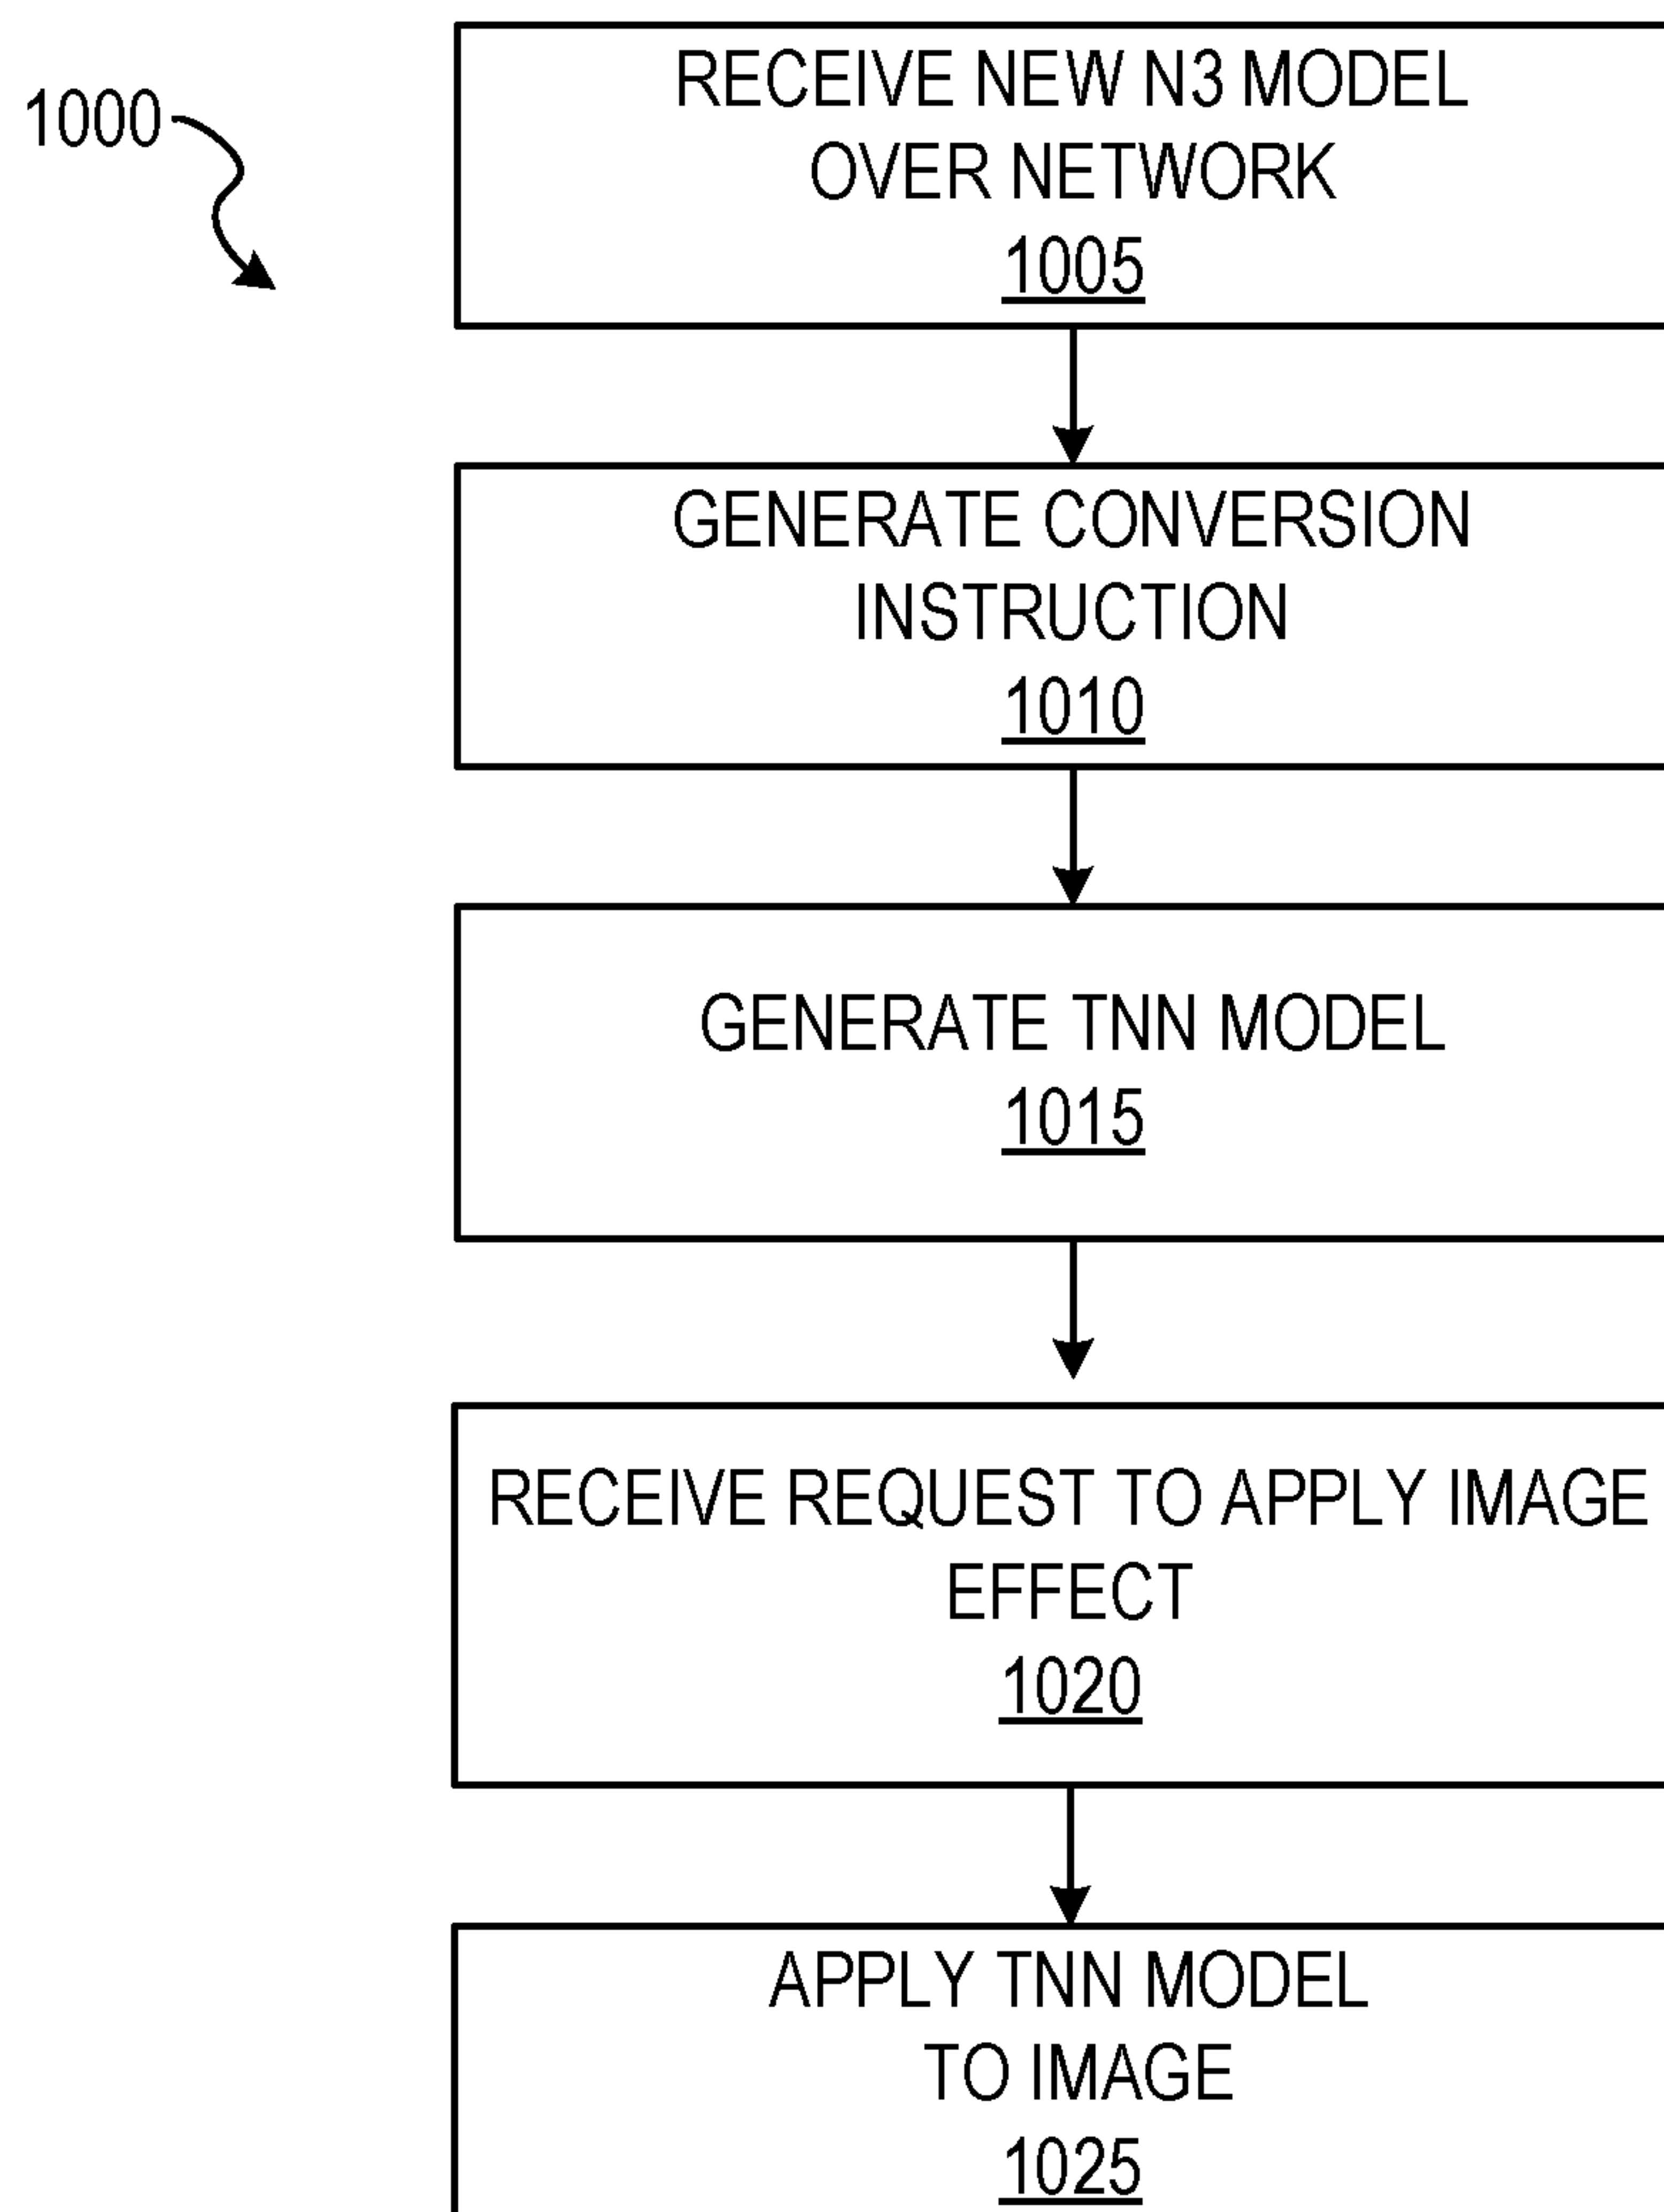 1000
RECEIVE NEW N3 MODEL
OVER NETWORK
1005
GENERATE CONVERSION
INSTRUCTION
1010
GENERATE TNN MODEL
1015
RECEIVE REQUEST TO APPLY IMAGE
EFFECT
1020
APPLY TNN MODEL
TO IMAGE
1025